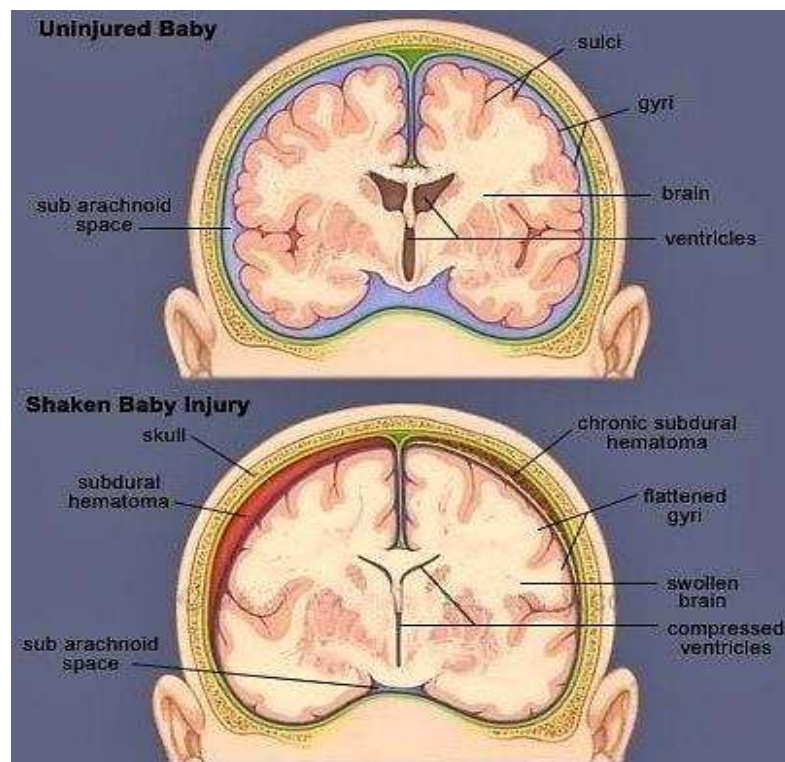 Uninjured Baby
sulci
gyri
brain
sub arachnoid
space
ventricles
Shaken Baby Injury
skull
chronic subdural
hematoma
subdural
hematoma
flattened
gyri
swollen
brain
sub arachnoid
space
compressed
ventricles